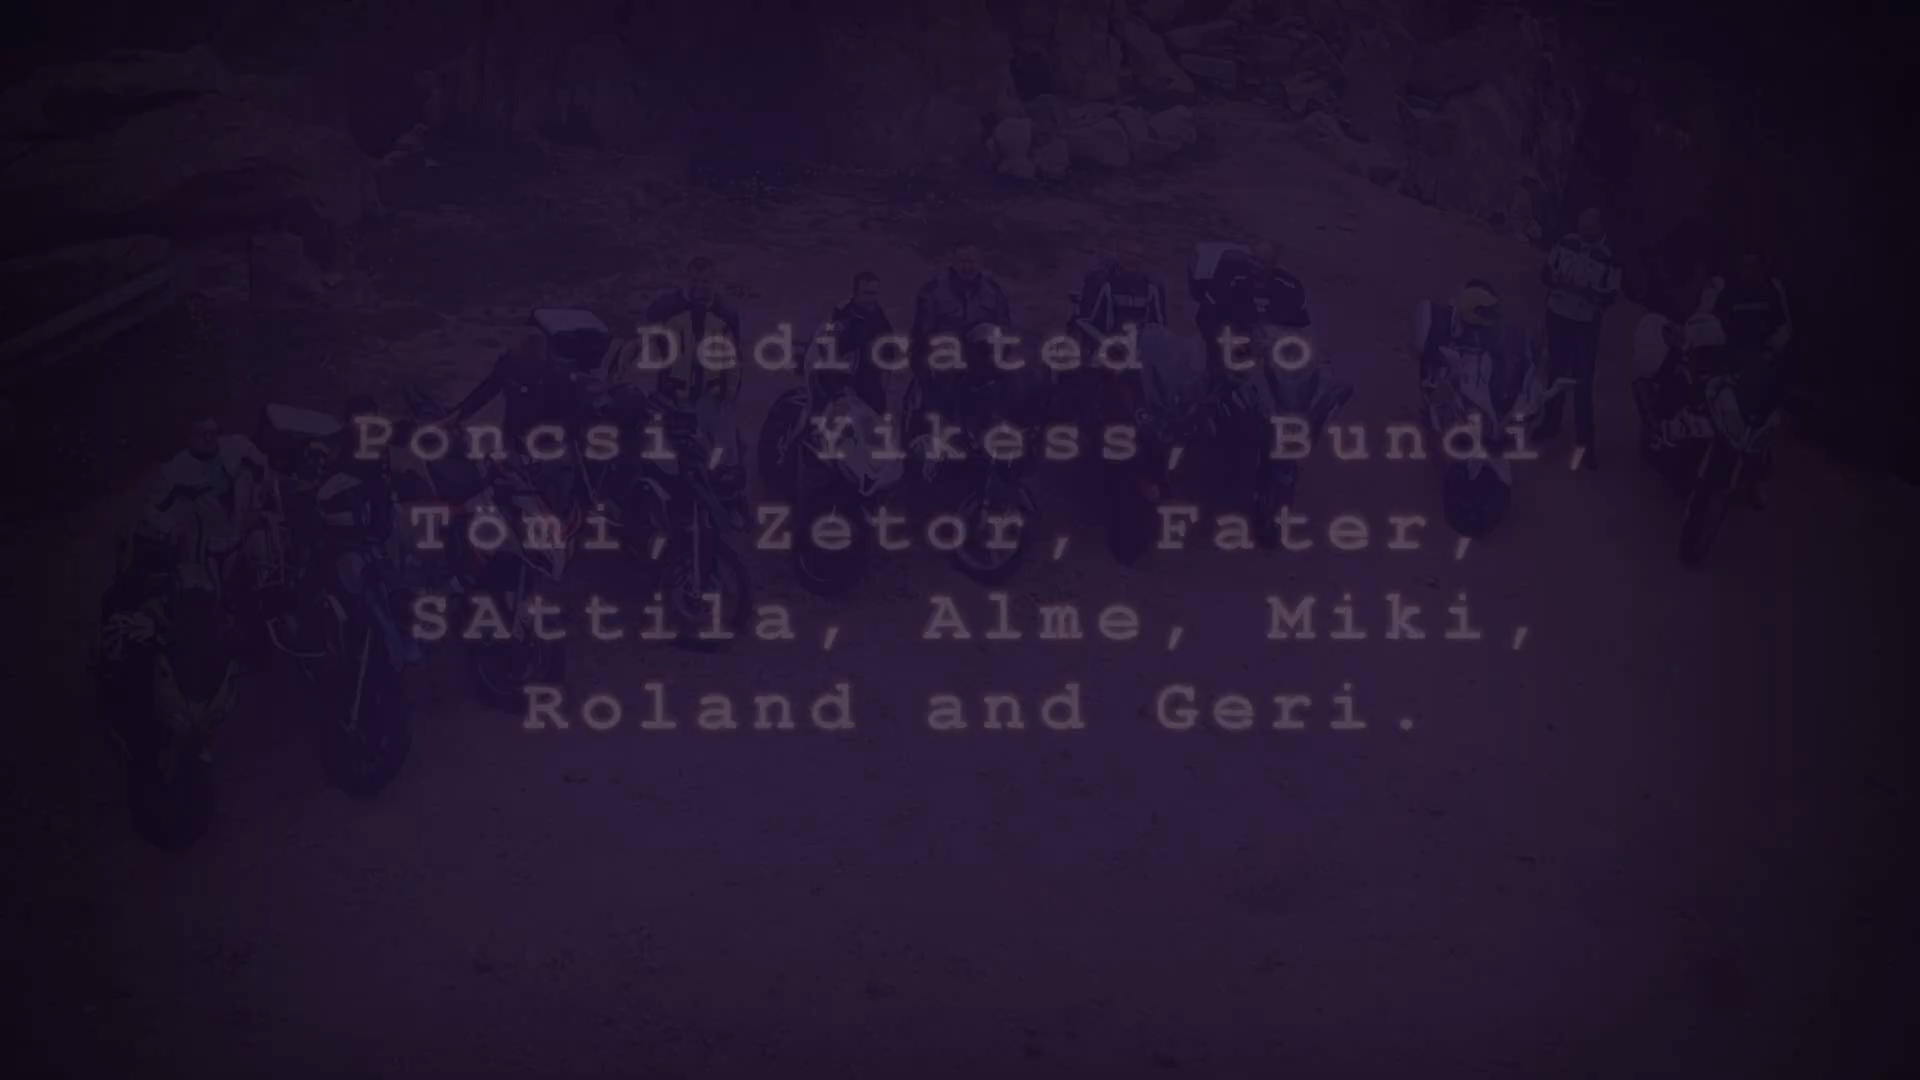 Dedicated to
Poncsi, Yikess, Bundi,
Tömi, Zetor, Fater,
SAttila, Alme, Miki,
Roland and Geri.